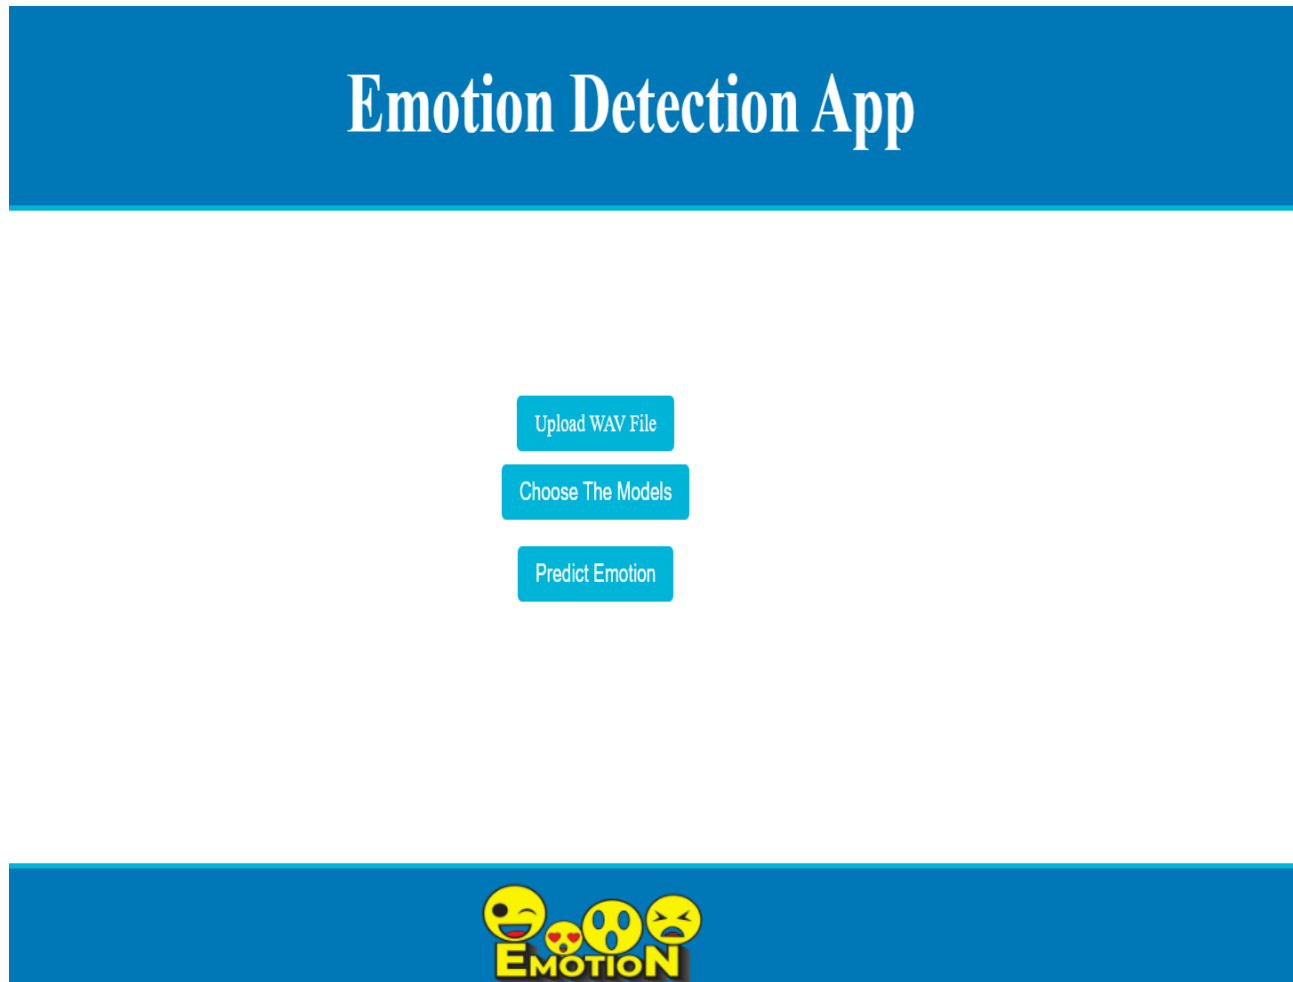 Emotion Detection App
Upload WAV File
Choose The Models
Predict Emotion
EMOTION